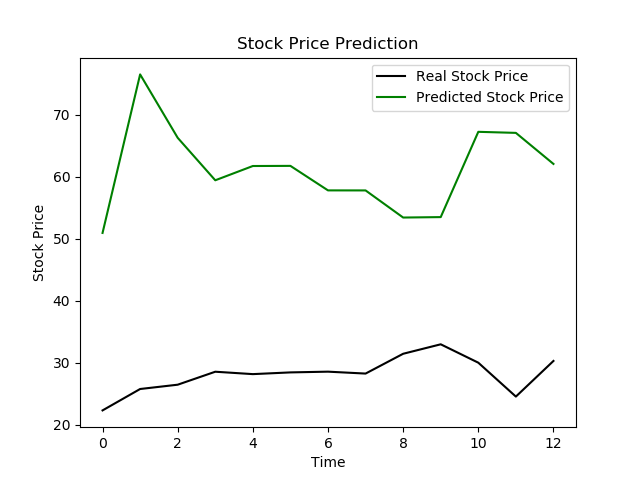 Stock Price Prediction
Real Stock Price
Predicted Stock Price
Stock Price
70
60
50
40
30
20
0 2 4 6 8 10 12
Time